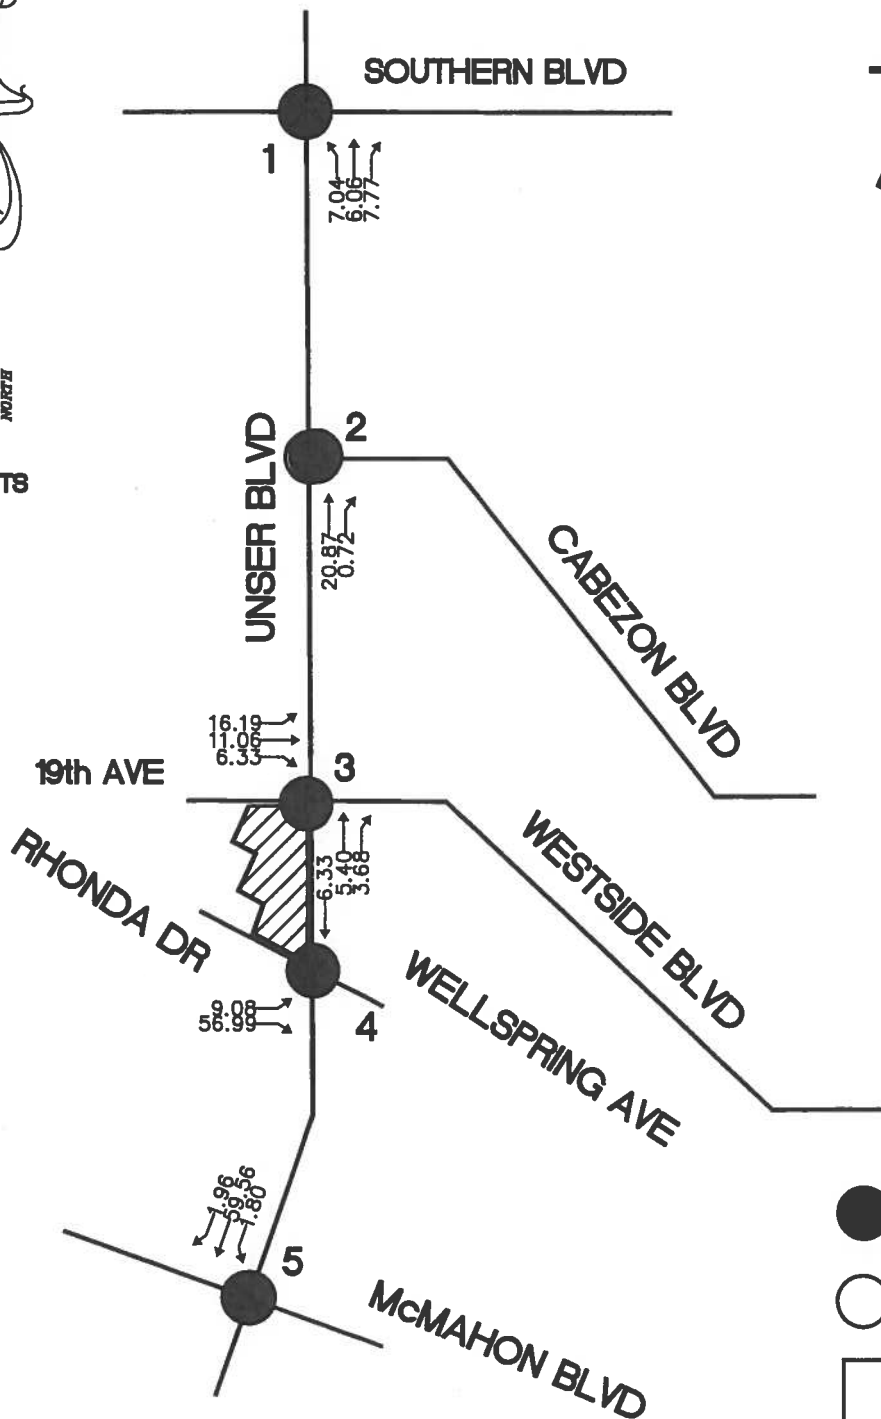 SOUTHERN BLVD
1
7.04
6.06
7.77
NORTH
2
UNSER BLVD
TS
20.87
0.72
CABEZON BLVD
16.19
11.06
6.33
19th AVE
3
6.33
5.40
3.68
WESTSIDE BLVD
RHONDA DR
WELLSPRING AVE
9.08
56.99
4
1.96
59.56
1.80
5
McMAHON BLVD